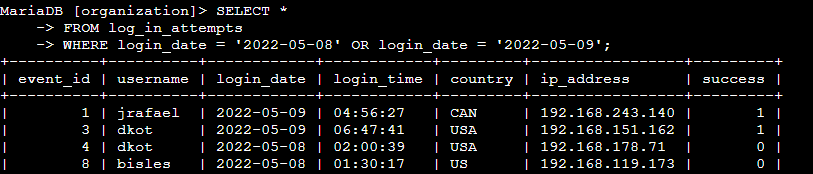 MariaDB [organization]> SELECT *
    -> FROM log_in_attempts
    -> WHERE login_date = '2022-05-08' OR login_date = '2022-05-09';
+----------+----------+------------+------------+---------+-----------------+---------+
| event_id | username | login_date | login_time | country | ip_address      | success |
+----------+----------+------------+------------+---------+-----------------+---------+
|        1 | jrafael  | 2022-05-09 | 04:56:27   | CAN     | 192.168.243.140 |       1 |
|        3 | dkot     | 2022-05-09 | 06:47:41   | USA     | 192.168.151.162 |       1 |
|        4 | dkot     | 2022-05-08 | 02:00:39   | USA     | 192.168.178.71  |       0 |
|        8 | bisles   | 2022-05-08 | 01:30:17   | US      | 192.168.119.173 |       0 |